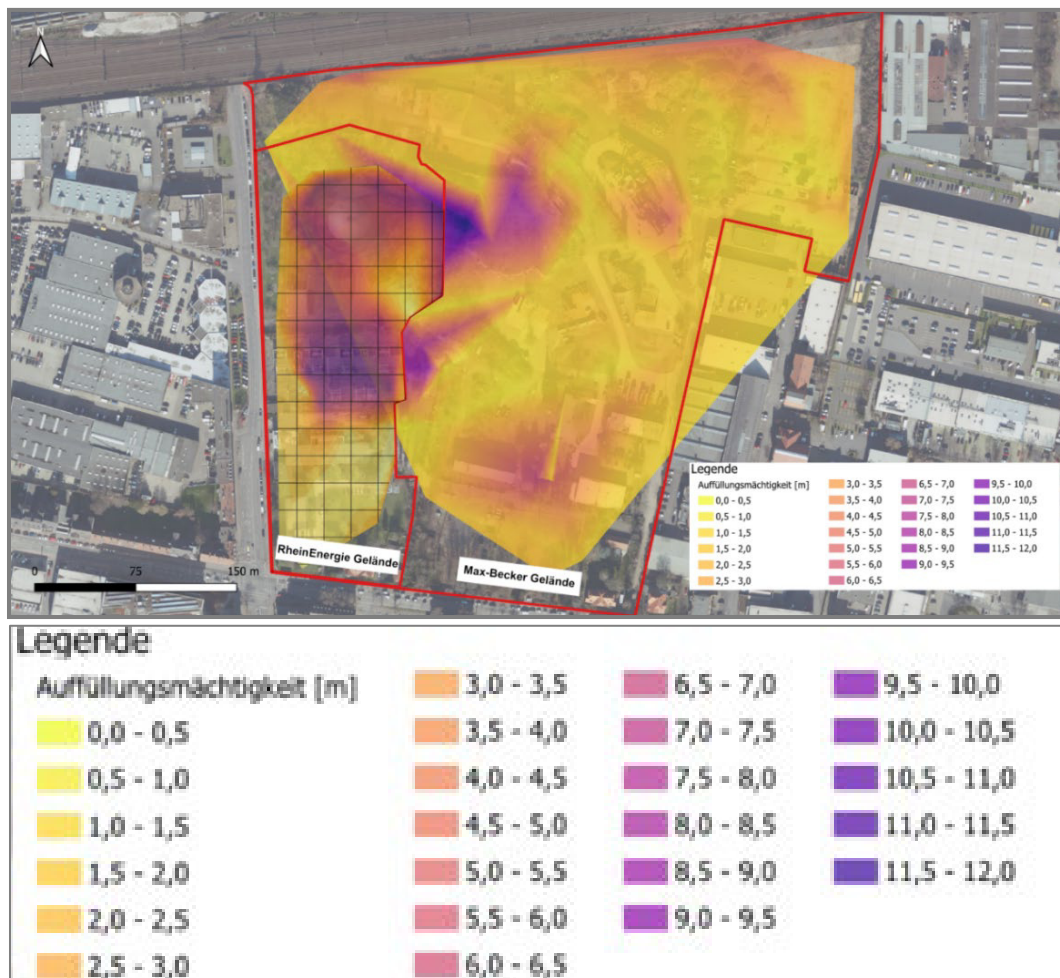 N
Legende
Auffüllungsmächtigkeit [m]
0,0 - 0,5
0,5 - 1,0
1,0 - 1,5
1,5 - 2,0
2,0 - 2,5
2,5 - 3,0
3,0 - 3,5
3,5 - 4,0
4,0 - 4,5
4,5 - 5,0
5,0 - 5,5
5,5 - 6,0
6,0 - 6,5
6,5 - 7,0
7,0 - 7,5
7,5 - 8,0
8,0 - 8,5
8,5 - 9,0
9,0 - 9,5
9,5 - 10,0
10,0 - 10,5
10,5 - 11,0
11,0 - 11,5
11,5 - 12,0
RheinEnergie Gelände
Max-Becker Gelände
0 75 150 m
Legende
Auffüllungsmächtigkeit [m]
0,0 - 0,5
0,5 - 1,0
1,0 - 1,5
1,5 - 2,0
2,0 - 2,5
2,5 - 3,0
3,0 - 3,5
3,5 - 4,0
4,0 - 4,5
4,5 - 5,0
5,0 - 5,5
5,5 - 6,0
6,0 - 6,5
6,5 - 7,0
7,0 - 7,5
7,5 - 8,0
8,0 - 8,5
8,5 - 9,0
9,0 - 9,5
9,5 - 10,0
10,0 - 10,5
10,5 - 11,0
11,0 - 11,5
11,5 - 12,0